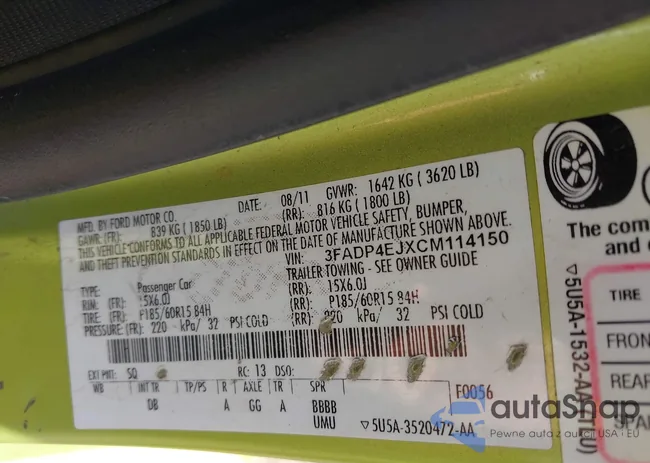 MFD. BY FORD MOTOR CO.
DATE: 08/11 GVWR: 1642 KG ( 3620 LB)
GAWR: (FR): 839 KG ( 1850 LB) (RR): 816 KG ( 1800 LB)
THIS VEHICLE CONFORMS TO ALL APPLICABLE FEDERAL MOTOR VEHICLE SAFETY, BUMPER,
AND THEFT PREVENTION STANDARDS IN EFFECT ON THE DATE OF MANUFACTURE SHOWN ABOVE.
VIN: 3FADP4EJXCM114150
TYPE: Passenger Car TRAILER TOWING - SEE OWNER GUIDE
RIM: (FR): 15X6.0J (RR): 15X6.0J
TIRES: (FR): P185/60R15 84H (RR): P185/60R15 84H
PRESSURE: (FR): 220 kPa/ 32 PSI COLD (RR): 220 kPa/ 32 PSI COLD
EXT PNT: SQ RC: 13 DSO:
WB INT TR TP/PS R AXLE TR SPR F0056
DB A GG A BBBB
UMU ▽5U5A-3520472-AA
The com
and
TIRE
FRON
REAR
▽5U5A-1532-AA
autoSnap
Pewne auta z aukcji USA i EU